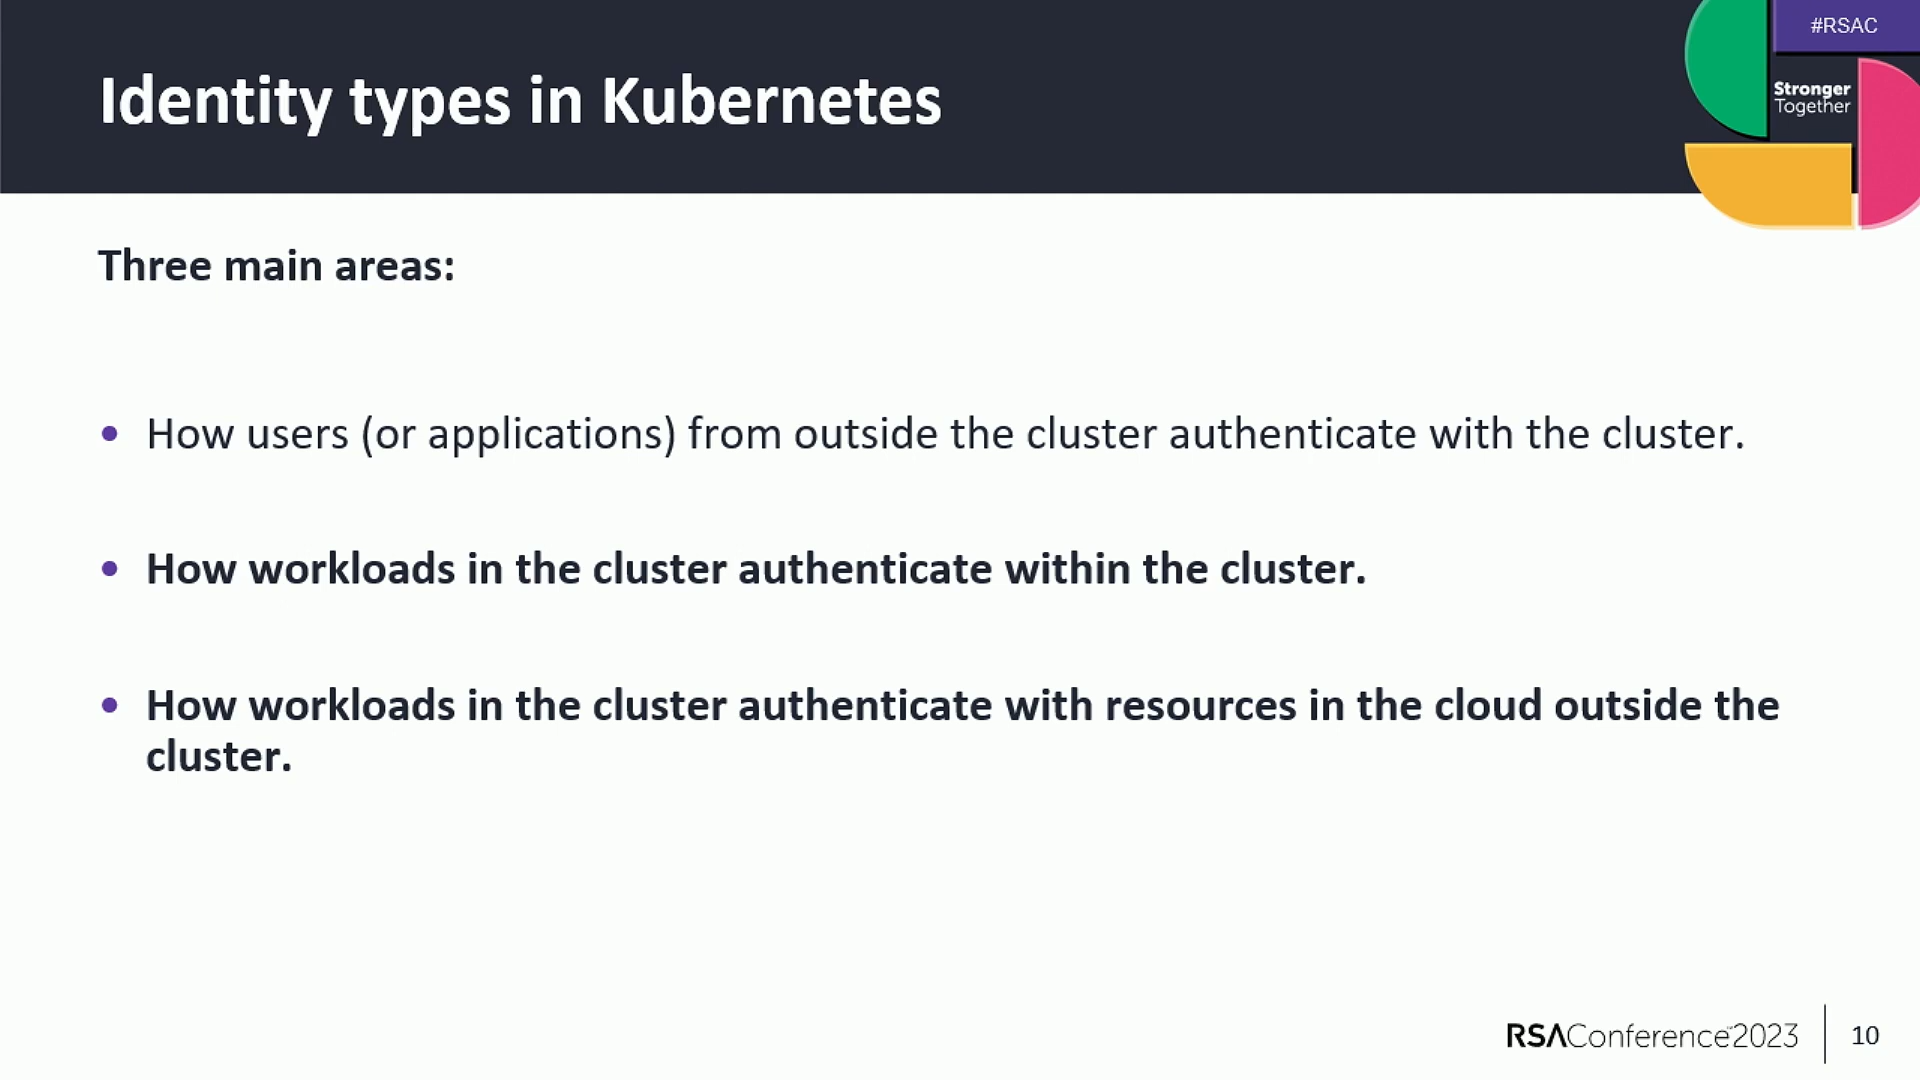 #RSAC
Identity types in Kubernetes
Stronger
Together
Three main areas:
• How users (or applications) from outside the cluster authenticate with the cluster.
• How workloads in the cluster authenticate within the cluster.
• How workloads in the cluster authenticate with resources in the cloud outside the
cluster.
RSAConference™2023
10